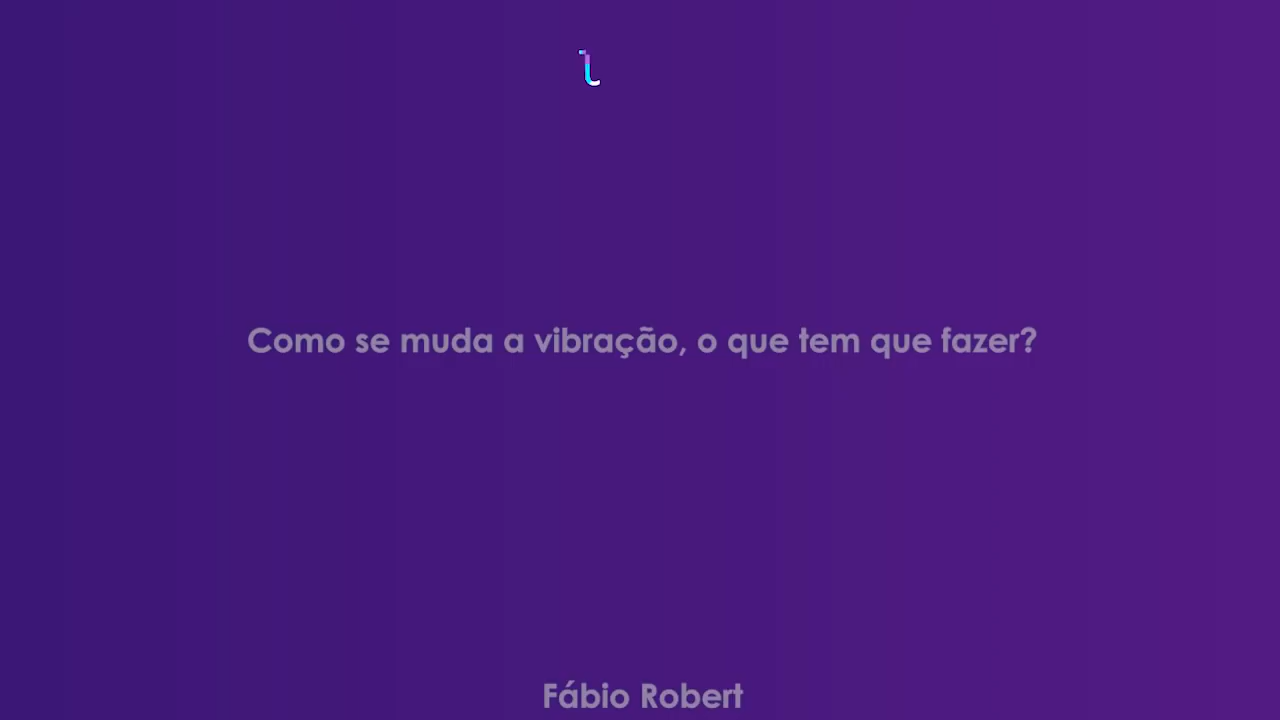 Como se muda a vibração, o que tem que fazer?
Fábio Robert